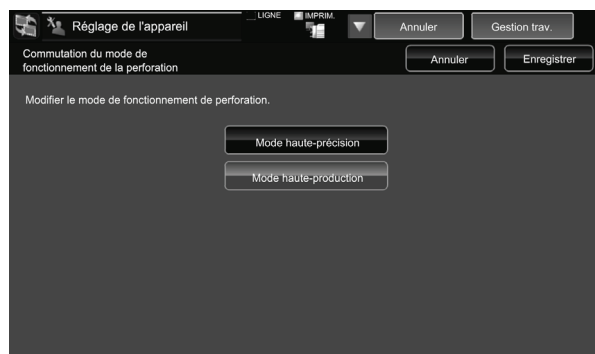 Réglage de l'appareil
LIGNE
IMPRIM.
Annuler
Gestion trav.
Commutation du mode de
fonctionnement de la perforation
Annuler
Enregistrer
Modifier le mode de fonctionnement de perforation.
Mode haute-précision
Mode haute-production